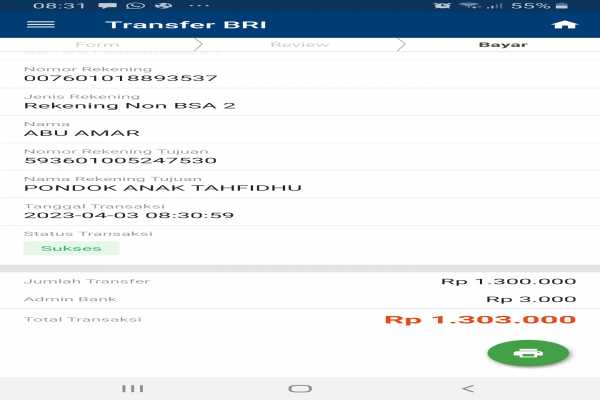 08:31
55%
Transfer BRI
Form
Review
Bayar
Nomor Rekening
007601018893537
Jenis Rekening
Rekening Non BSA 2
Nama
ABU AMAR
Nomor Rekening Tujuan
593601005247530
Nama Rekening Tujuan
PONDOK ANAK TAHFIDHU
Tanggal Transaksi
2023-04-03 08:30:59
Status Transaksi
Sukses
Jumlah Transfer
Rp 1.300.000
Admin Bank
Rp 3.000
Total Transaksi
Rp 1.303.000